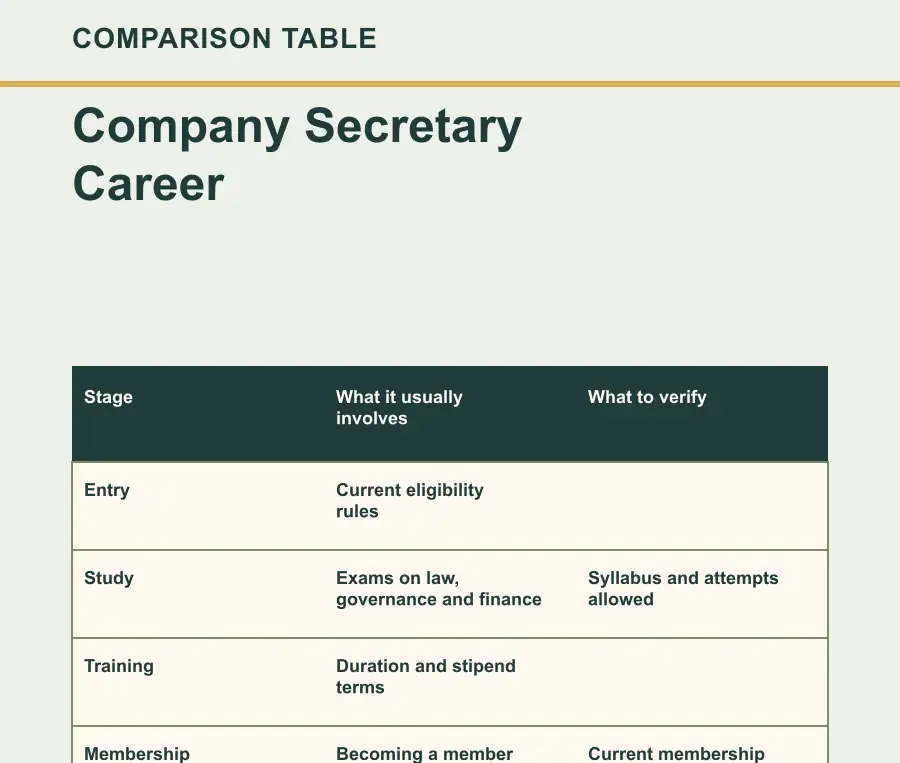 COMPARISON TABLE
Company Secretary
Career
Stage
What it usually
involves
What to verify
Entry
Current eligibility
rules
Study
Exams on law,
governance and finance
Syllabus and attempts
allowed
Training
Duration and stipend
terms
Membership
Becoming a member
Current membership